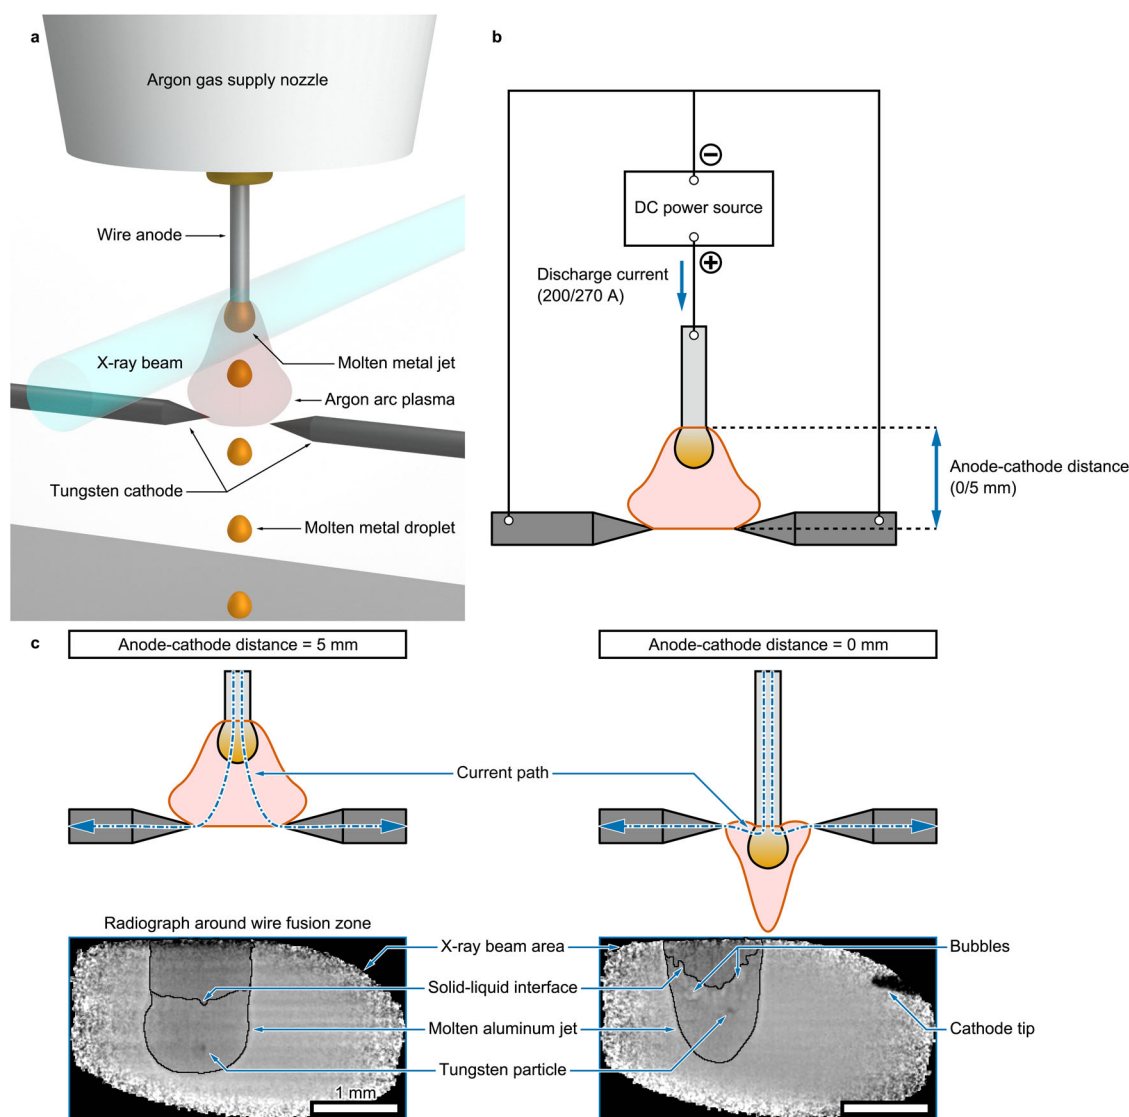 a
Argon gas supply nozzle
Wire anode
X-ray beam
Molten metal jet
Argon arc plasma
Tungsten cathode
Molten metal droplet
b
−
DC power source
+
Discharge current
(200/270 A)
Anode-cathode distance
(0/5 mm)
c
Anode-cathode distance = 5 mm
Anode-cathode distance = 0 mm
Current path
Radiograph around wire fusion zone
X-ray beam area
Bubbles
Solid-liquid interface
Molten aluminum jet
Cathode tip
Tungsten particle
1 mm